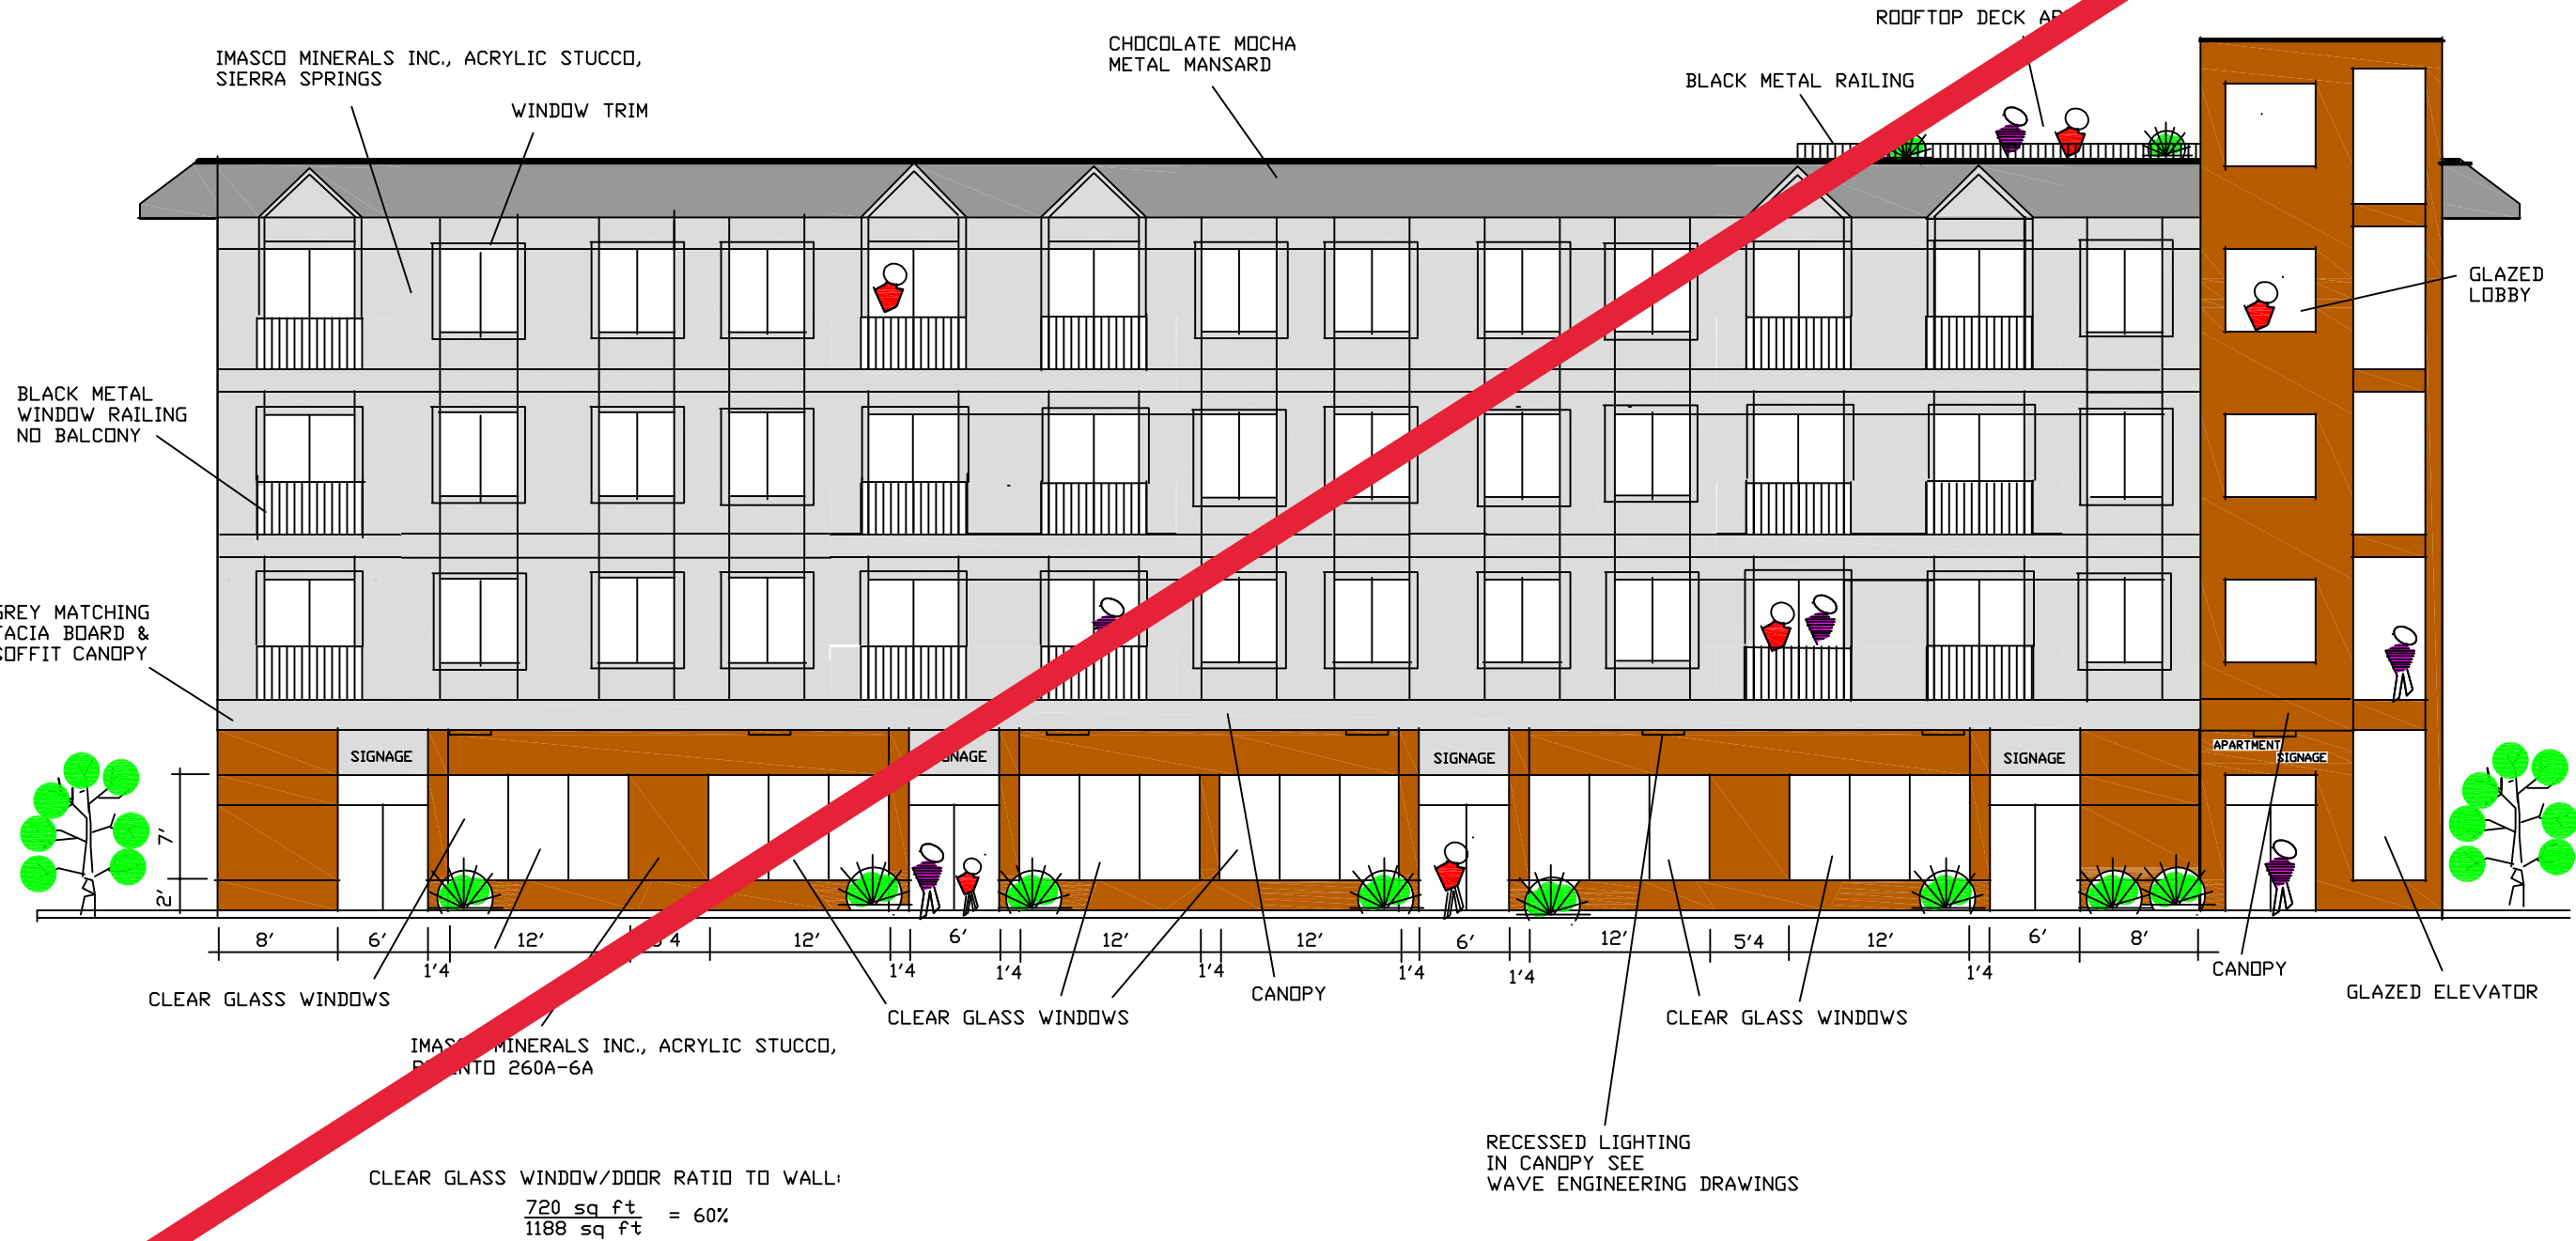 ROOFTOP DECK
IMASCO MINERALS INC., ACRYLIC STUCCO,
SIERRA SPRINGS
WINDOW TRIM
CHOCOLATE MOCHA
METAL MANSARD
BLACK METAL RAILING
GLAZED
LOBBY
BLACK METAL
WINDOW RAILING
NO BALCONY
GREY MATCHING
FACIA BOARD &
SOFFIT CANOPY
SIGNAGE
SIGNAGE
SIGNAGE
SIGNAGE
APARTMENT
SIGNAGE
7'
2'
8'
6'
1'4
12'
12'
1'4
6'
1'4
12'
1'4
12'
1'4
6'
1'4
12'
5'4
12'
1'4
6'
8'
CLEAR GLASS WINDOWS
CLEAR GLASS WINDOWS
CANOPY
CLEAR GLASS WINDOWS
CANOPY
GLAZED ELEVATOR
IMASCO MINERALS INC., ACRYLIC STUCCO,
260A-6A
RECESSED LIGHTING
IN CANOPY SEE
WAVE ENGINEERING DRAWINGS
CLEAR GLASS WINDOW/DOOR RATIO TO WALL:
720 sq ft
1188 sq ft
= 60%